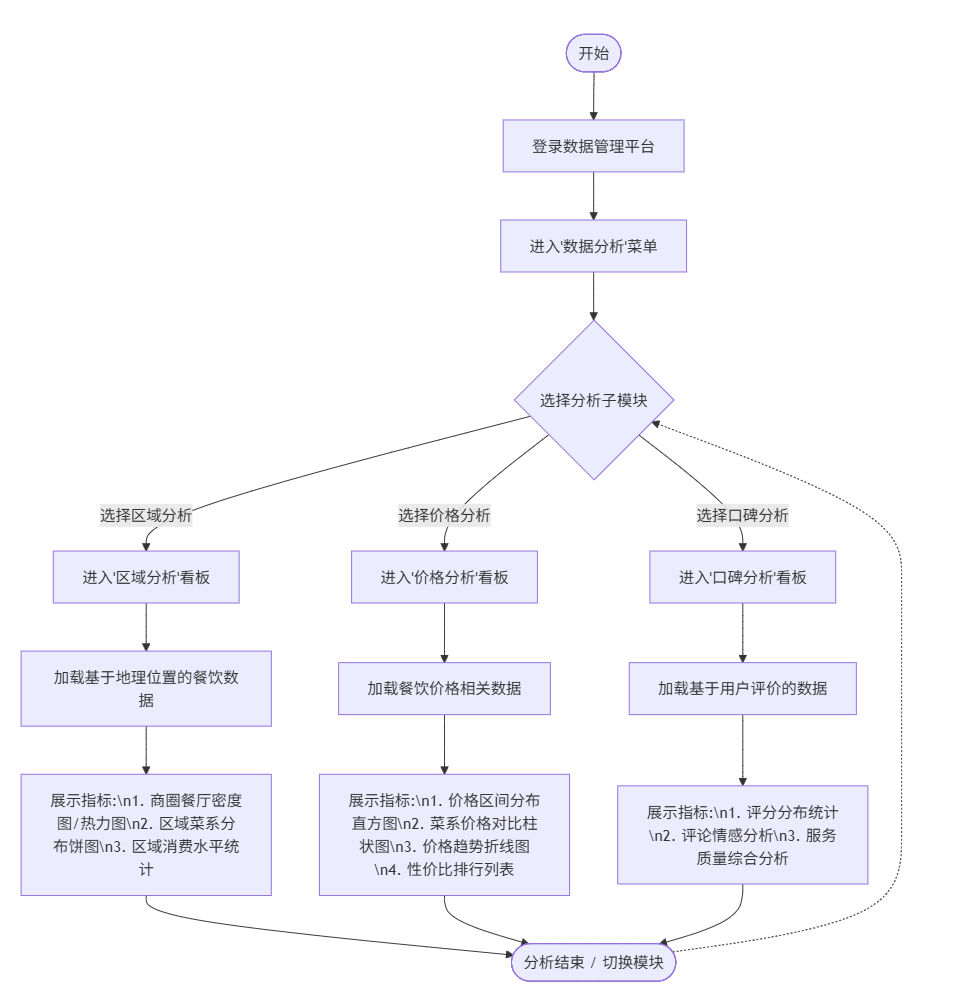 开始
登录数据管理平台
进入'数据分析'菜单
选择分析子模块
选择区域分析
选择价格分析
选择口碑分析
进入'区域分析'看板
进入'价格分析'看板
进入'口碑分析'看板
加载基于地理位置的餐饮数
据
加载餐饮价格相关数据
加载基于用户评价的数据
展示指标:\n1. 商圈餐厅密度
图/热力图\n2. 区域菜系分
布饼图\n3. 区域消费水平统
计
展示指标:\n1. 价格区间分布
直方图\n2. 菜系价格对比柱
状图\n3. 价格趋势折线图
\n4. 性价比排行列表
展示指标:\n1. 评分分布统计
\n2. 评论情感分析\n3. 服务
质量综合分析
分析结束 / 切换模块